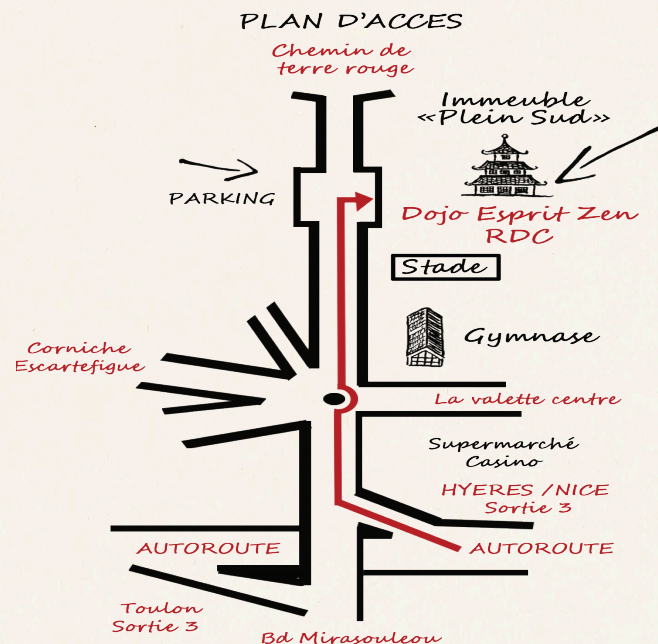 PLAN D'ACCES
Chemin de
terre rouge
Immeuble
«Plein Sud»
PARKING
Dojo Esprit Zen
RDC
Stade
Gymnase
Corniche
Escartefigue
La valette centre
Supermarché
Casino
HYERES /NICE
Sortie 3
AUTOROUTE
AUTOROUTE
Toulon
Sortie 3
Bd Mirasouleou